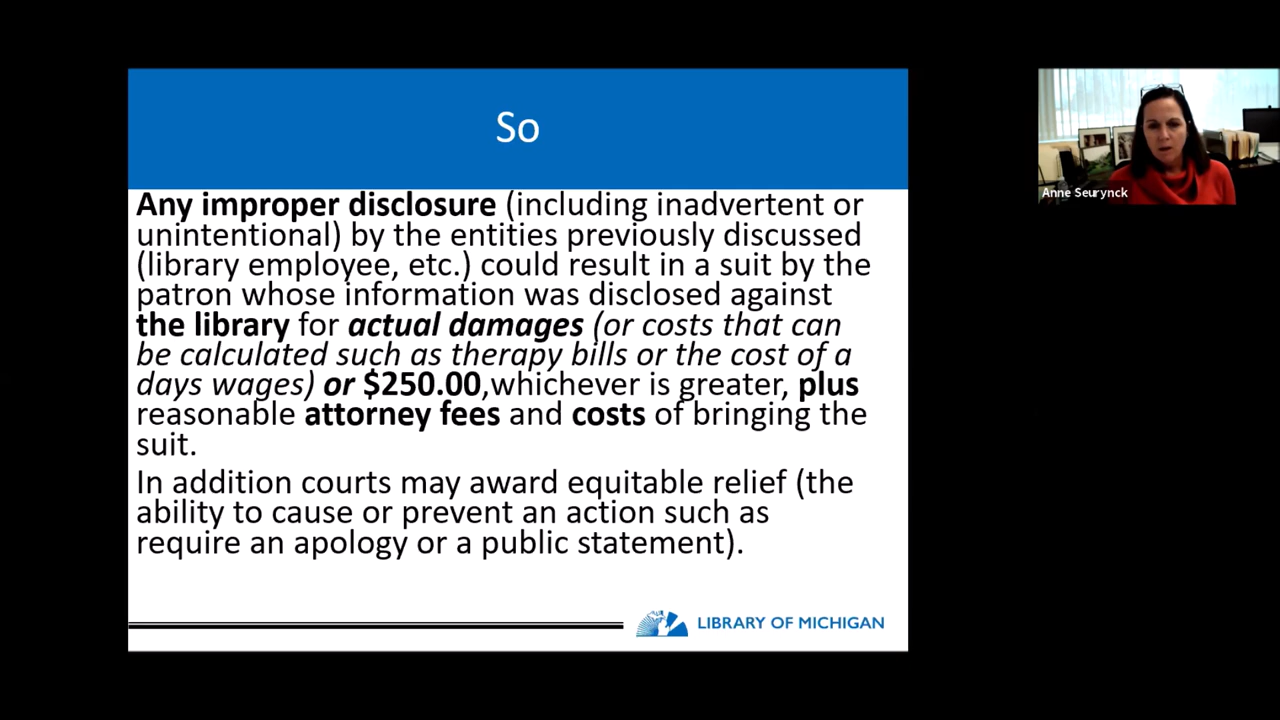 So
Any improper disclosure (including inadvertent or
unintentional) by the entities previously discussed
(library employee, etc.) could result in a suit by the
patron whose information was disclosed against
the library for actual damages (or costs that can
be calculated such as therapy bills or the cost of a
days wages) or $250.00,whichever is greater, plus
reasonable attorney fees and costs of bringing the
suit.
In addition courts may award equitable relief (the
ability to cause or prevent an action such as
require an apology or a public statement).
LIBRARY OF MICHIGAN
Anne Seurynck